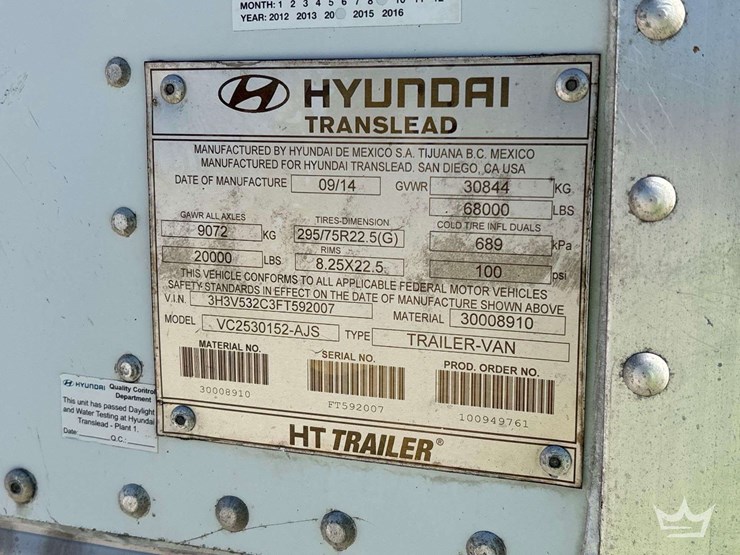 MONTH: 1 2 3 4 5 6 7 8 10 11 12
YEAR: 2012 2013 20 2015 2016
HYUNDAI
TRANSLEAD
MANUFACTURED BY HYUNDAI DE MEXICO S.A. TIJUANA B.C. MEXICO
MANUFACTURED FOR HYUNDAI TRANSLEAD. SAN DIEGO, CA USA
DATE OF MANUFACTURE 09/14 GVWR 30844 KG
68000 LBS
GAWR ALL AXLES TIRES-DIMENSION COLD TIRE INFL DUALS
9072 KG 295/75R22.5(G) 689 kPa
RIMS
20000 LBS 8.25X22.5 100 psi
THIS VEHICLE CONFORMS TO ALL APPLICABLE FEDERAL MOTOR VEHICLES
SAFETY STANDARDS IN EFFECT ON THE DATE OF MANUFACTURE SHOWN ABOVE
V.I.N. 3H3V532C3FT592007 MATERIAL 30008910
MODEL VC2530152-AJS TYPE TRAILER-VAN
MATERIAL NO. SERIAL NO. PROD. ORDER NO.
30008910 FT592007 100949761
HT TRAILER®
HYUNDAI Quality Control
Department
This unit has passed Daylight
and Water Testing at Hyundai
Translead - Plant 1.
Date Q.C.